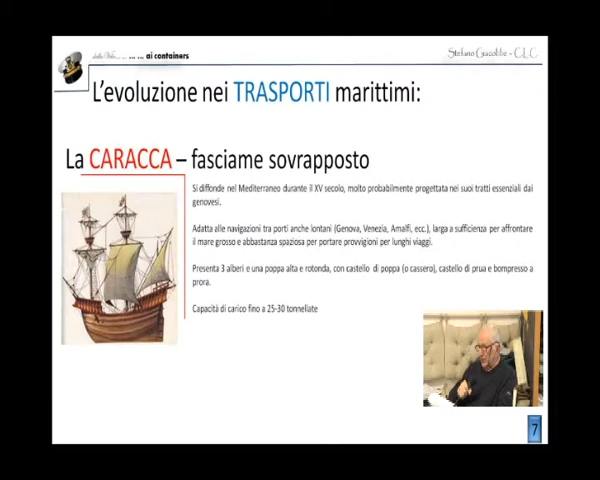 ... ai containers
Stefano Giacobbe - C.L.C.
L'evoluzione nei TRASPORTI marittimi:
La CARACCA – fasciame sovrapposto
Si diffonde nel Mediterraneo durante il XV secolo, molto probabilmente progettata nei suoi tratti essenziali dai
genovesi.
Adatta alle navigazioni tra porti anche lontani (Genova, Venezia, Amalfi, ecc.), larga a sufficienza per affrontare
il mare grosso e abbastanza spaziosa per portare provvigioni per lunghi viaggi.
Presenta 3 alberi e una poppa alta e rotonda, con castello di poppa (o cassero), castello di prua e bompresso a
prora.
Capacità di carico fino a 25-30 tonnellate
7